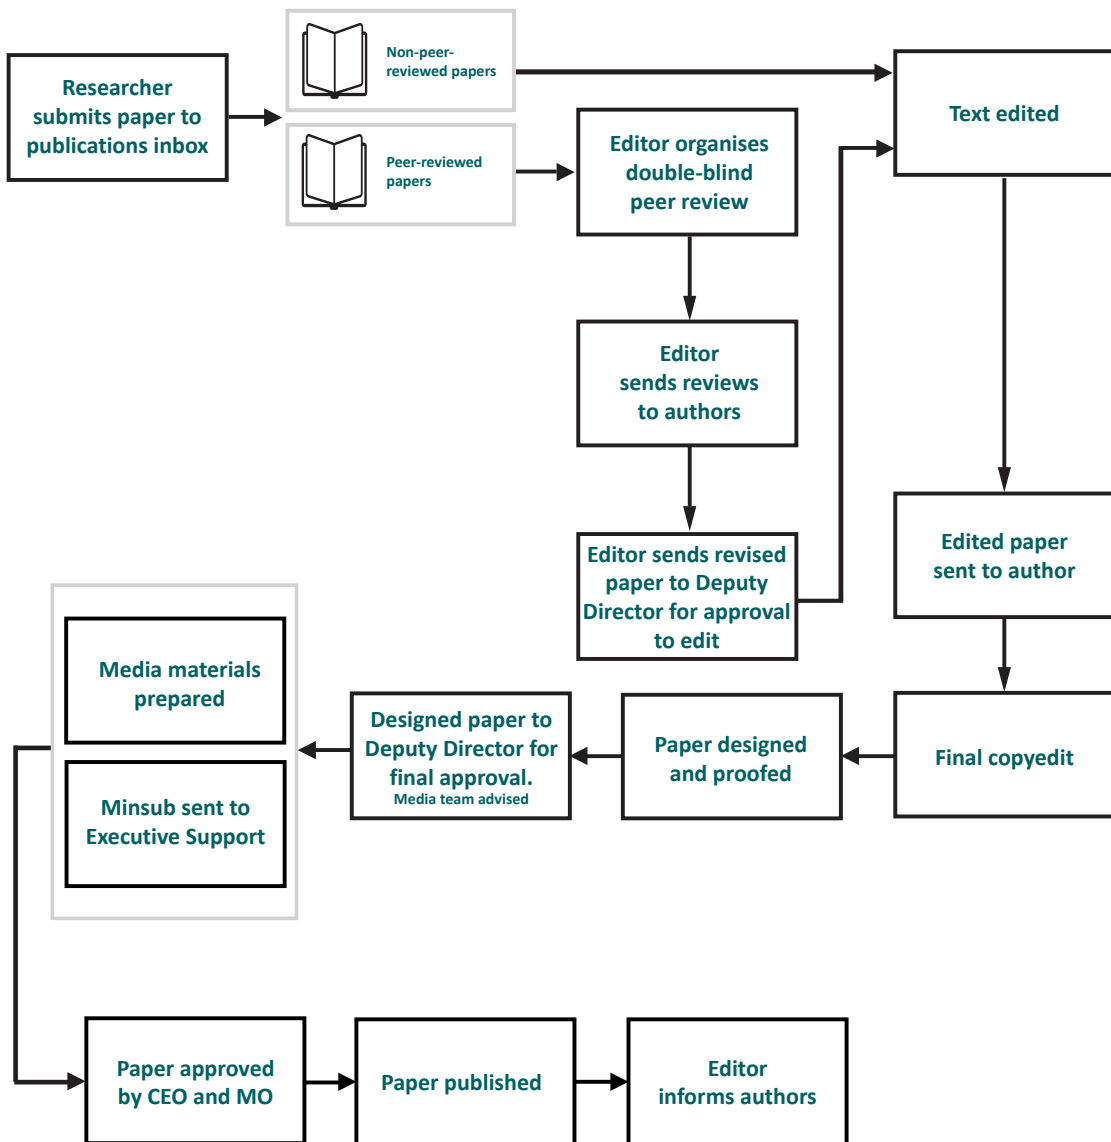 Researcher
submits paper to
publications inbox
Non-peer-
reviewed papers
Peer-reviewed
papers
Editor organises
double-blind
peer review
Text edited
Editor
sends reviews
to authors
Editor sends revised
paper to Deputy
Director for approval
to edit
Edited paper
sent to author
Final copyedit
Paper designed
and proofed
Designed paper to
Deputy Director for
final approval.
Media team advised
Media materials
prepared
Minsub sent to
Executive Support
Paper approved
by CEO and MO
Paper published
Editor
informs authors